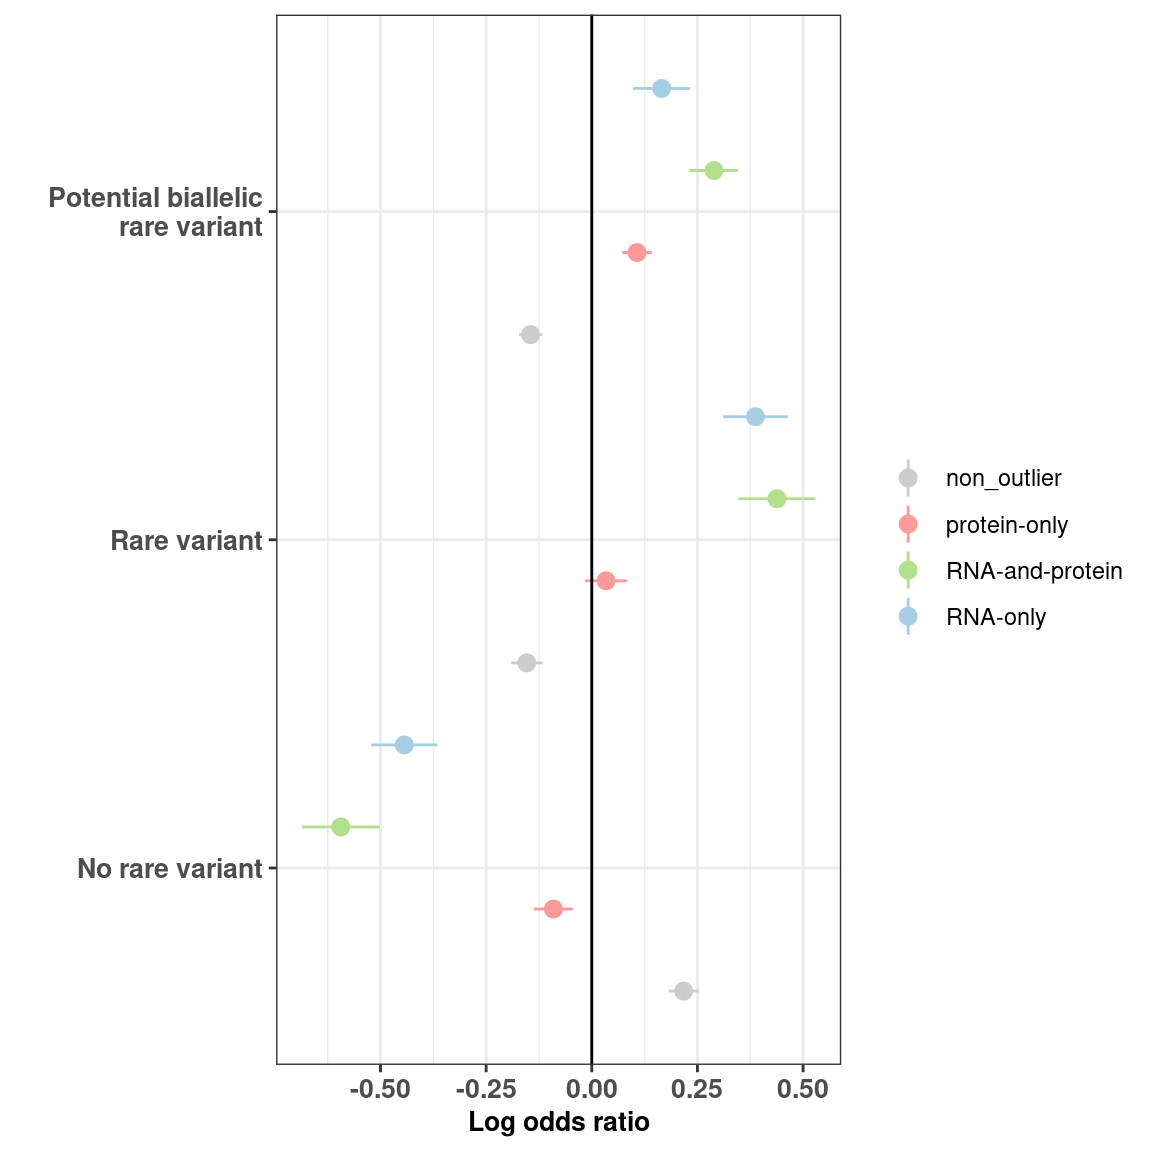 Potential biallelic
rare variant
Rare variant
No rare variant
-0.50 -0.25 0.00 0.25 0.50
Log odds ratio
non_outlier
protein-only
RNA-and-protein
RNA-only